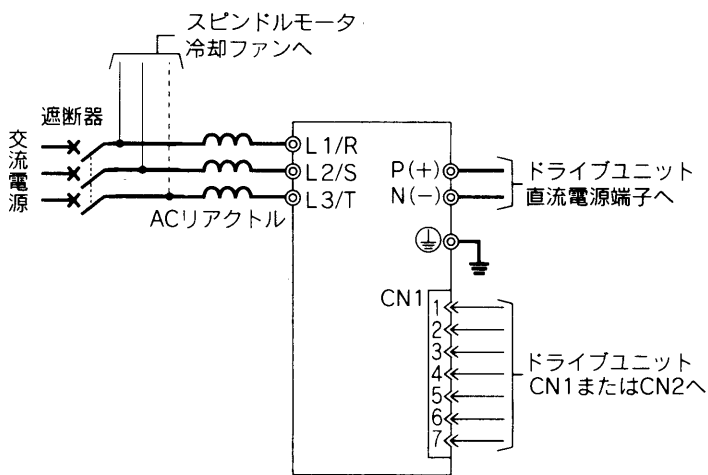 スピンドルモータ
冷却ファンへ
遮断器
交流電源
L1/R
L2/S
L3/T
ACリアクトル
P(+)
N(−)
ドライブユニット
直流電源端子へ
CN1
1
2
3
4
5
6
7
ドライブユニット
CN1またはCN2へ